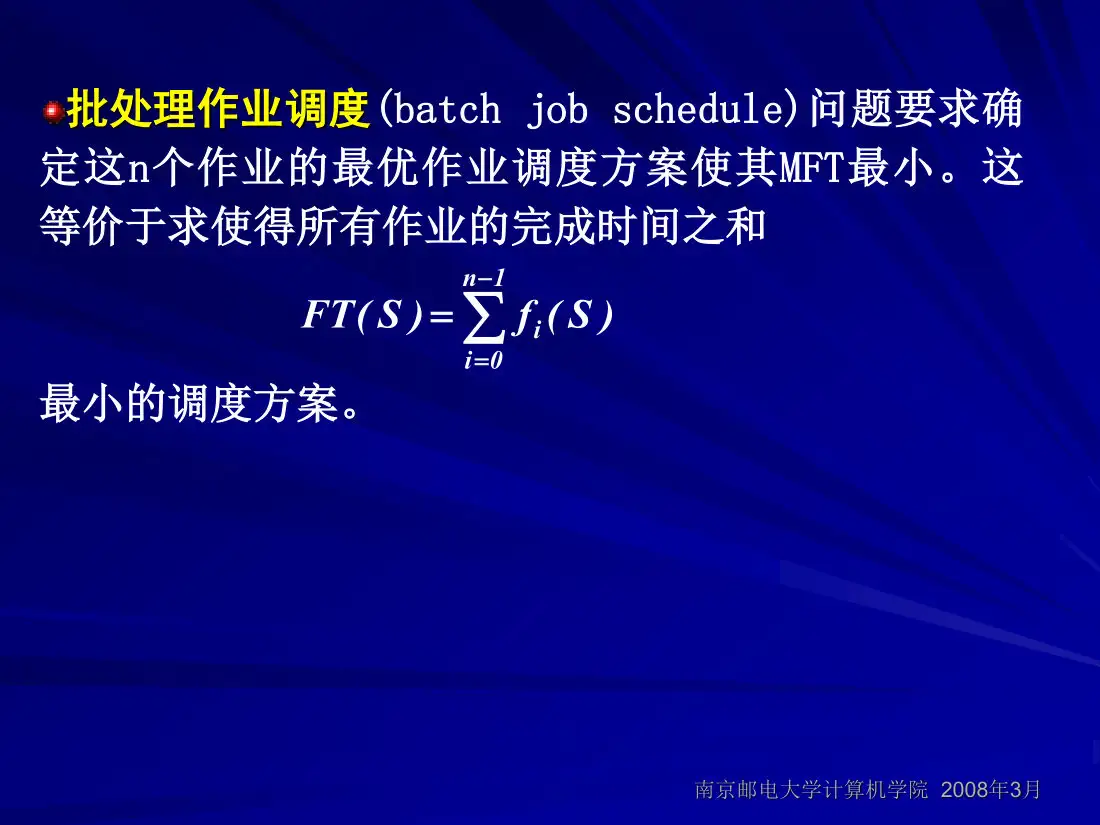 批处理作业调度(batch job schedule)问题要求确
定这n个作业的最优作业调度方案使其MFT最小。这
等价于求使得所有作业的完成时间之和
n-1
FT(S)=∑fi(S)
i=0
最小的调度方案。
南京邮电大学计算机学院 2008年3月